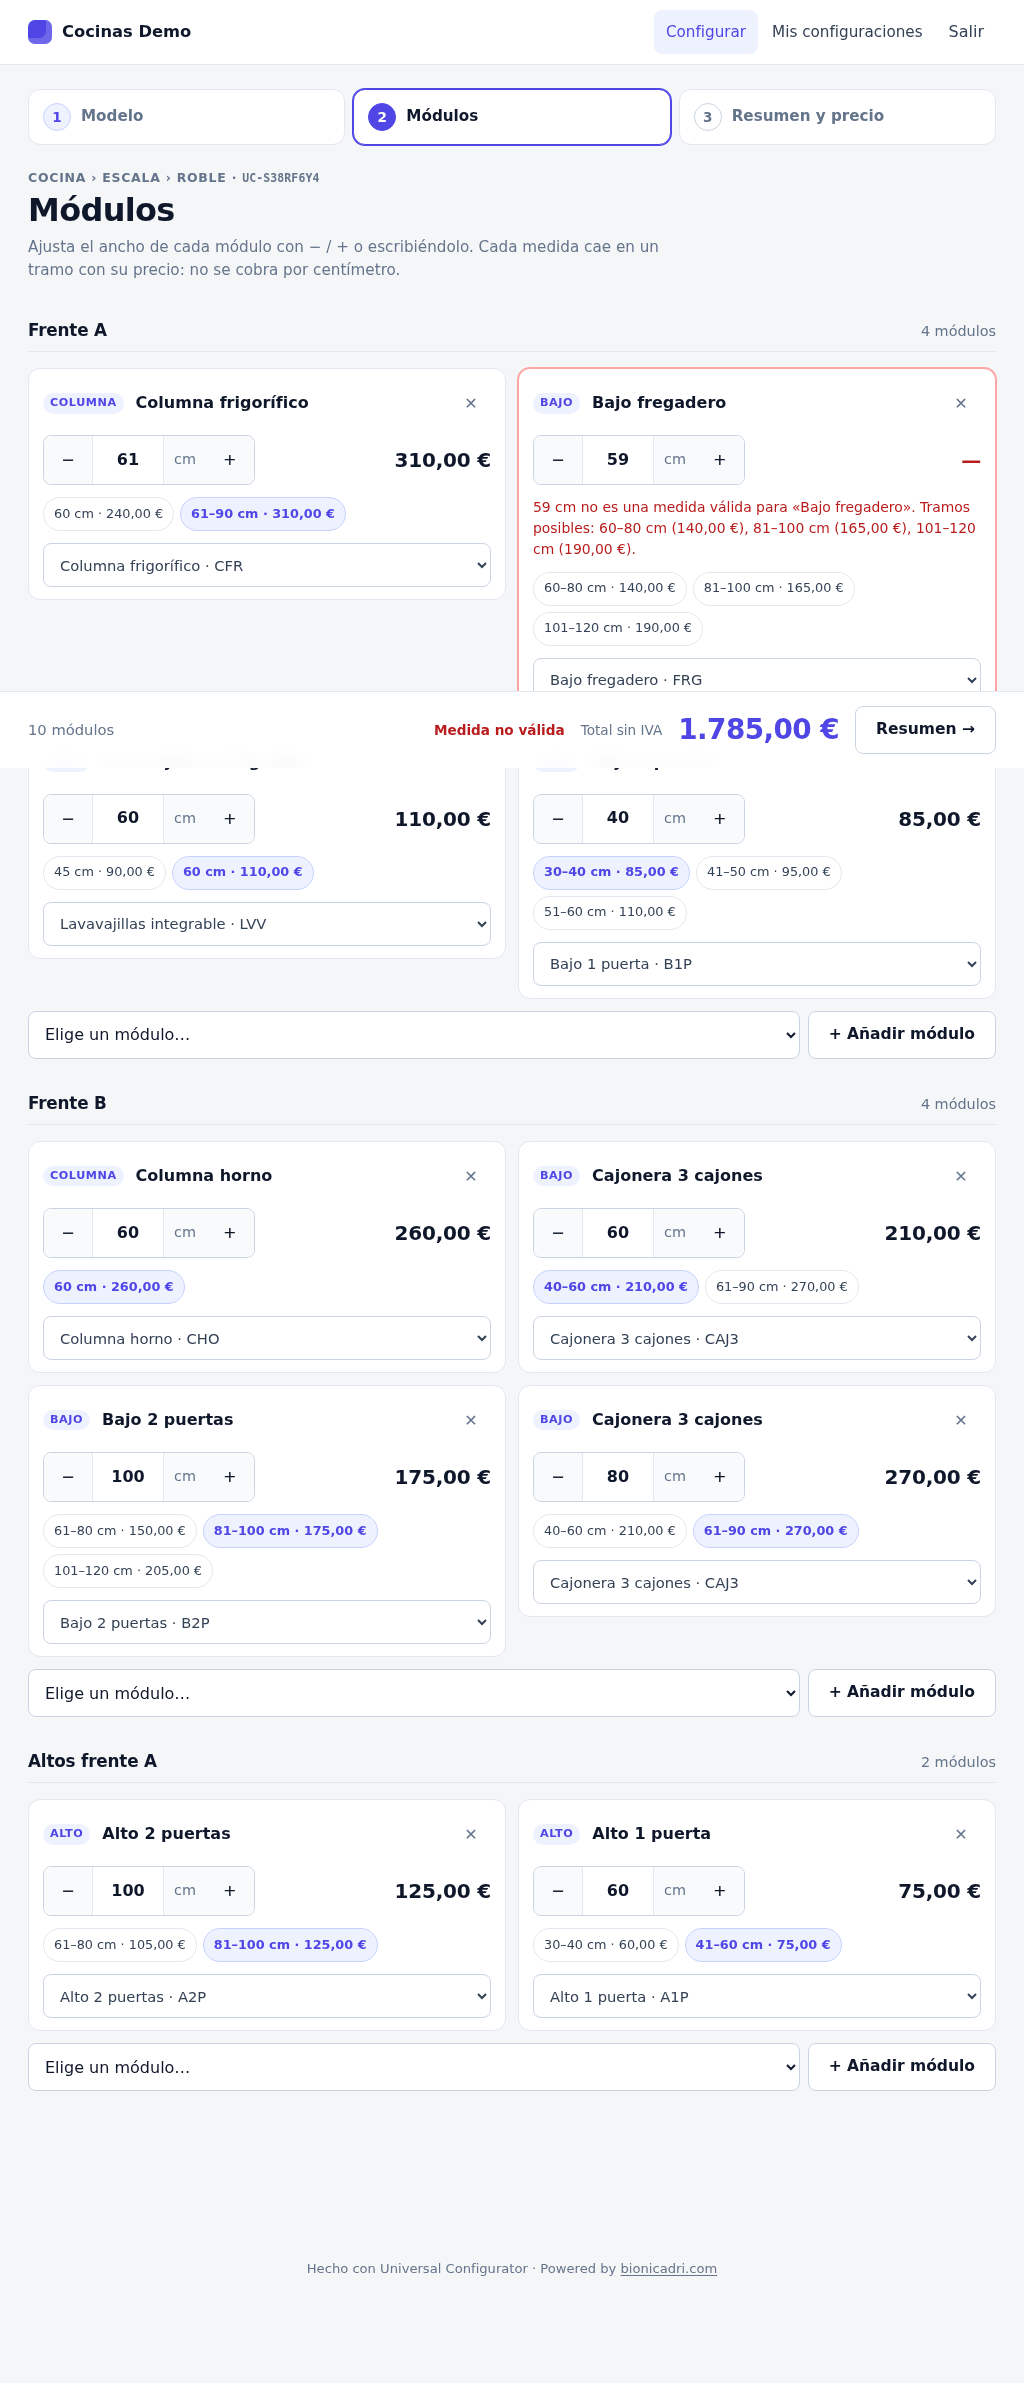 Cocinas Demo
Configurar
Mis configuraciones
Salir
1 Modelo
2 Módulos
3 Resumen y precio
COCINA › ESCALA › ROBLE · UC-S38RF6Y4
Módulos
Ajusta el ancho de cada módulo con − / + o escribiéndolo. Cada medida cae en un
tramo con su precio: no se cobra por centímetro.
Frente A
4 módulos
COLUMNA Columna frigorífico ×
− 61 cm + 310,00 €
60 cm · 240,00 € 61–90 cm · 310,00 €
Columna frigorífico · CFR
BAJO Bajo fregadero ×
− 59 cm + —
59 cm no es una medida válida para «Bajo fregadero». Tramos
posibles: 60–80 cm (140,00 €), 81–100 cm (165,00 €), 101–120
cm (190,00 €).
60–80 cm · 140,00 € 81–100 cm · 165,00 €
101–120 cm · 190,00 €
Bajo fregadero · FRG
10 módulos
Medida no válida
Total sin IVA
1.785,00 €
Resumen →
− 60 cm + 110,00 €
45 cm · 90,00 € 60 cm · 110,00 €
Lavavajillas integrable · LVV
− 40 cm + 85,00 €
30–40 cm · 85,00 € 41–50 cm · 95,00 €
51–60 cm · 110,00 €
Bajo 1 puerta · B1P
Elige un módulo…
+ Añadir módulo
Frente B
4 módulos
COLUMNA Columna horno ×
− 60 cm + 260,00 €
60 cm · 260,00 €
Columna horno · CHO
BAJO Cajonera 3 cajones ×
− 60 cm + 210,00 €
40–60 cm · 210,00 € 61–90 cm · 270,00 €
Cajonera 3 cajones · CAJ3
BAJO Bajo 2 puertas ×
− 100 cm + 175,00 €
61–80 cm · 150,00 € 81–100 cm · 175,00 €
101–120 cm · 205,00 €
Bajo 2 puertas · B2P
BAJO Cajonera 3 cajones ×
− 80 cm + 270,00 €
40–60 cm · 210,00 € 61–90 cm · 270,00 €
Cajonera 3 cajones · CAJ3
Elige un módulo…
+ Añadir módulo
Altos frente A
2 módulos
ALTO Alto 2 puertas ×
− 100 cm + 125,00 €
61–80 cm · 105,00 € 81–100 cm · 125,00 €
Alto 2 puertas · A2P
ALTO Alto 1 puerta ×
− 60 cm + 75,00 €
30–40 cm · 60,00 € 41–60 cm · 75,00 €
Alto 1 puerta · A1P
Elige un módulo…
+ Añadir módulo
Hecho con Universal Configurator · Powered by bionicadri.com